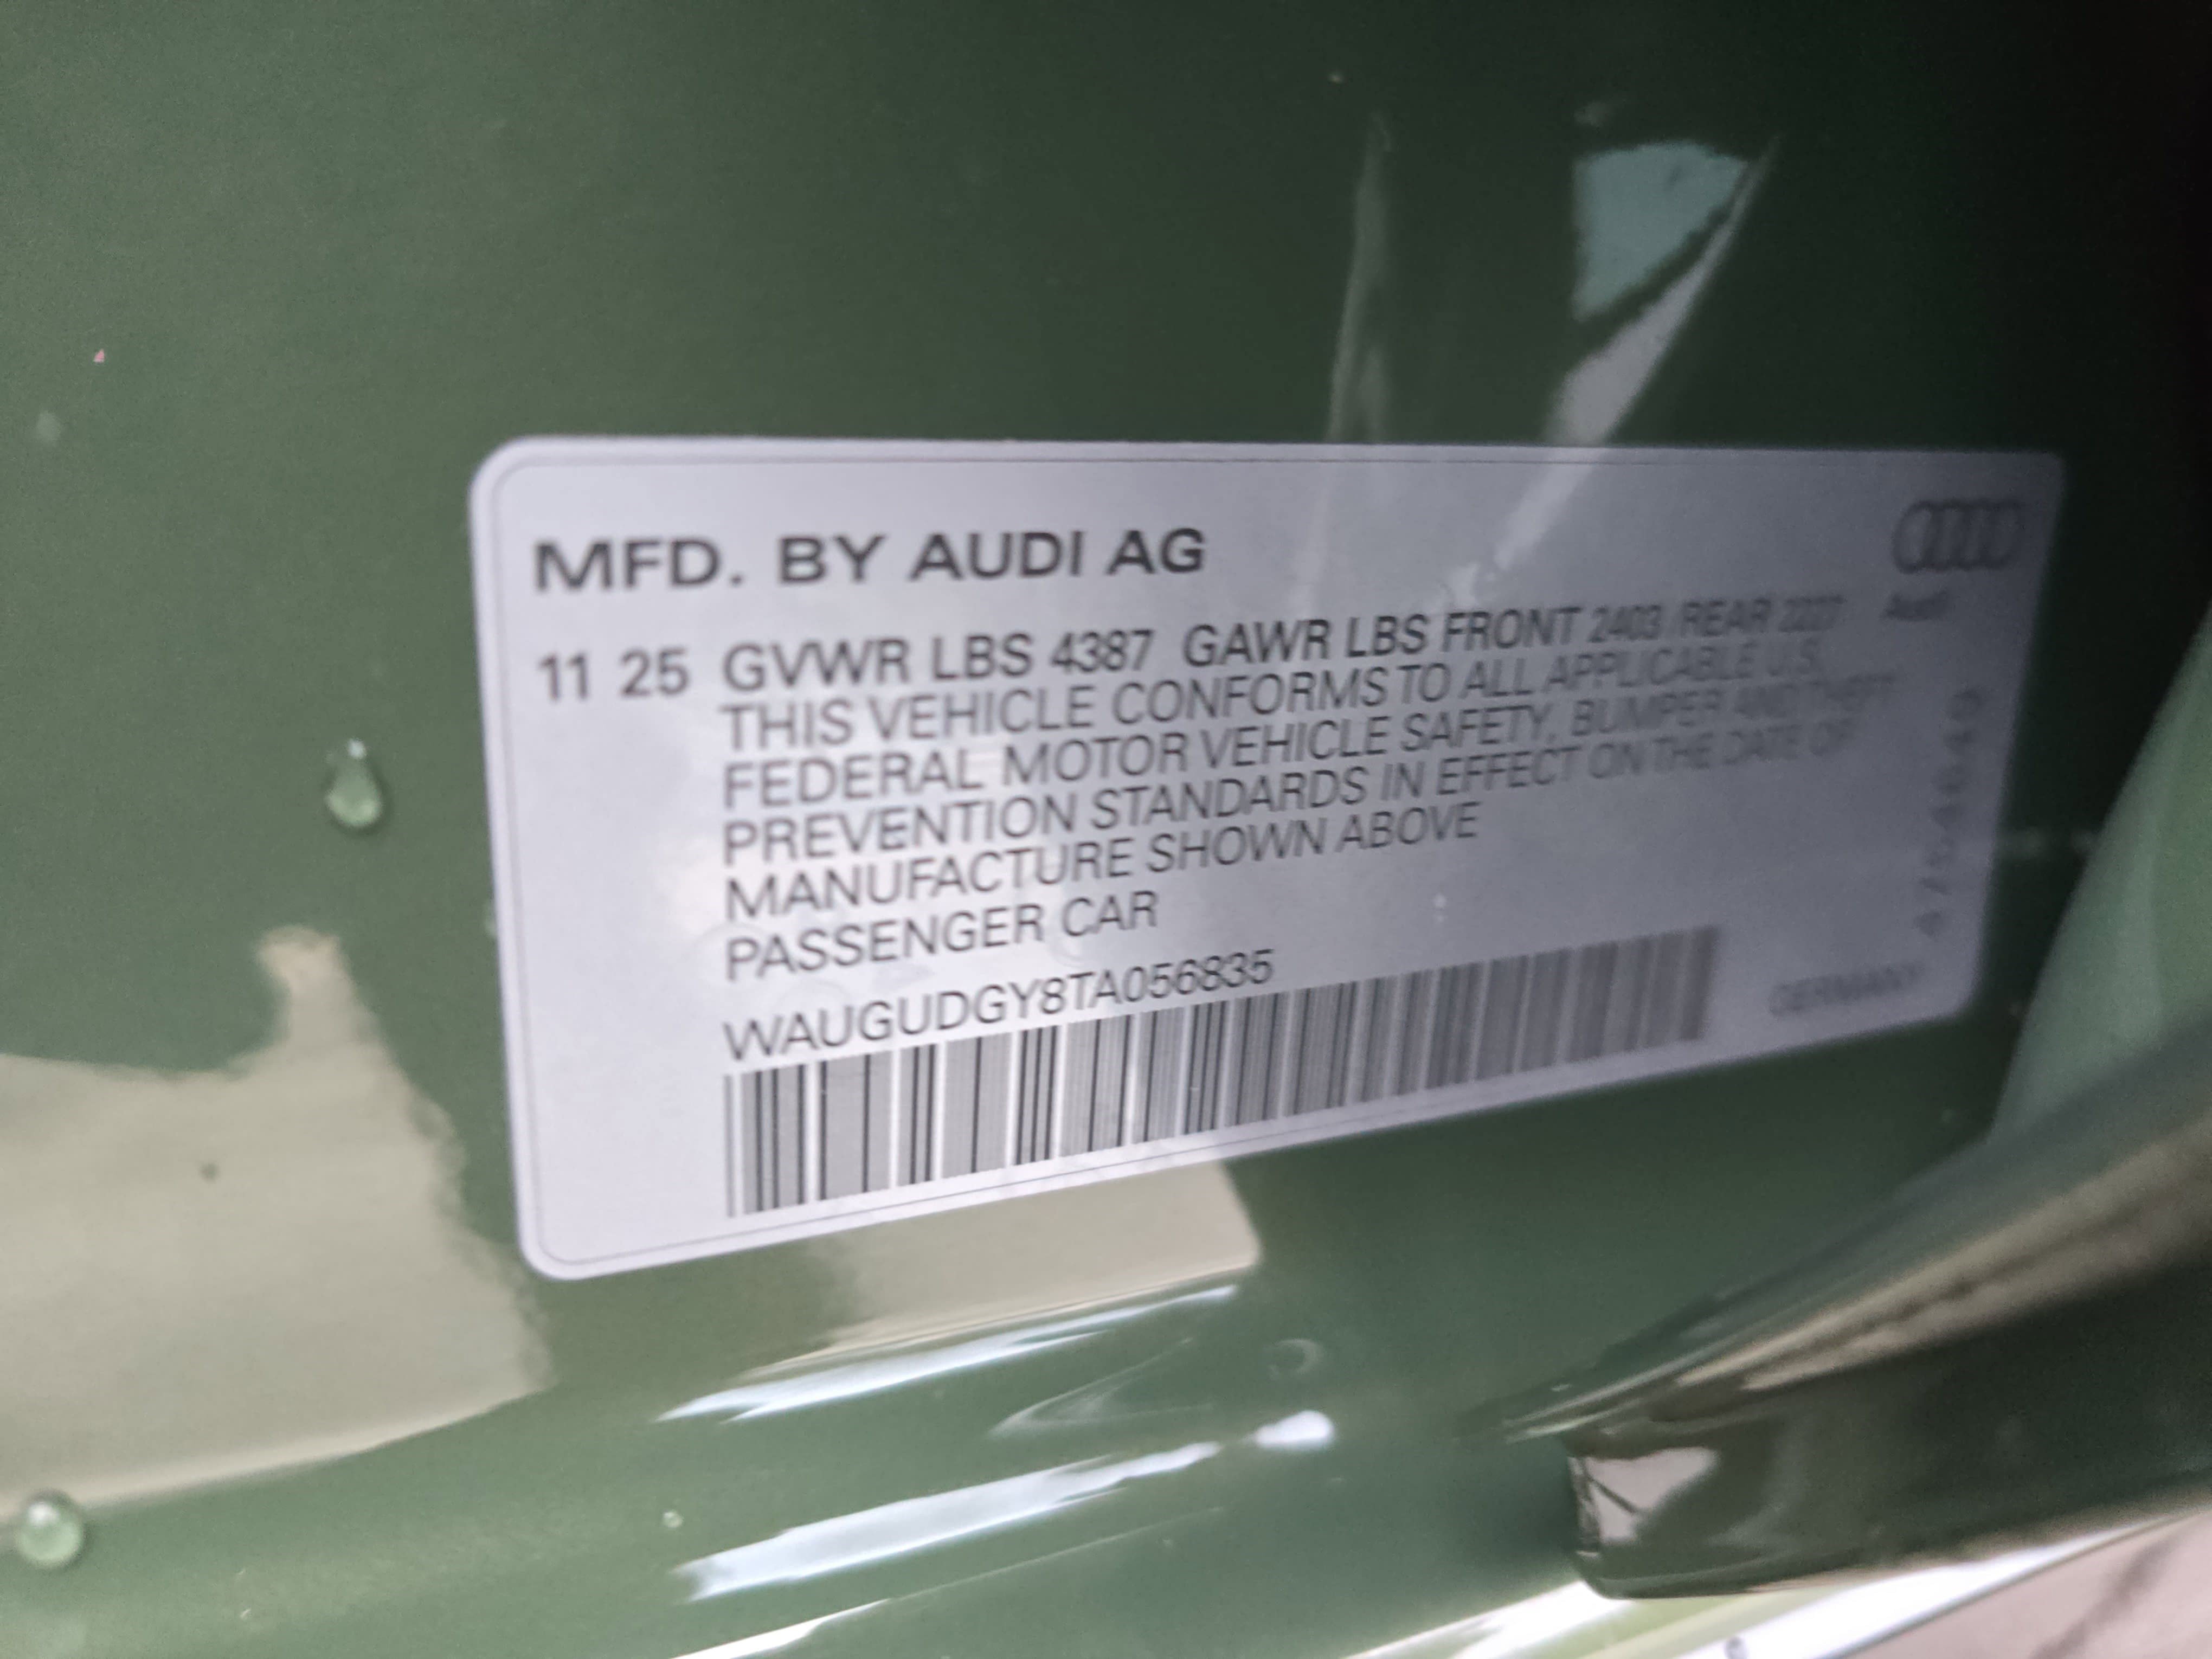 MFD. BY AUDI AG
Audi
11 25 GVWR LBS 4387 GAWR LBS FRONT 2403 /REAR
THIS VEHICLE CONFORMS TO ALL APPLICABLE U.S.
FEDERAL MOTOR VEHICLE SAFETY, BUMPER AND THEFT
PREVENTION STANDARDS IN EFFECT ON THE DATE OF
MANUFACTURE SHOWN ABOVE
PASSENGER CAR
WAUGUDGY8TA056835
GERMANY